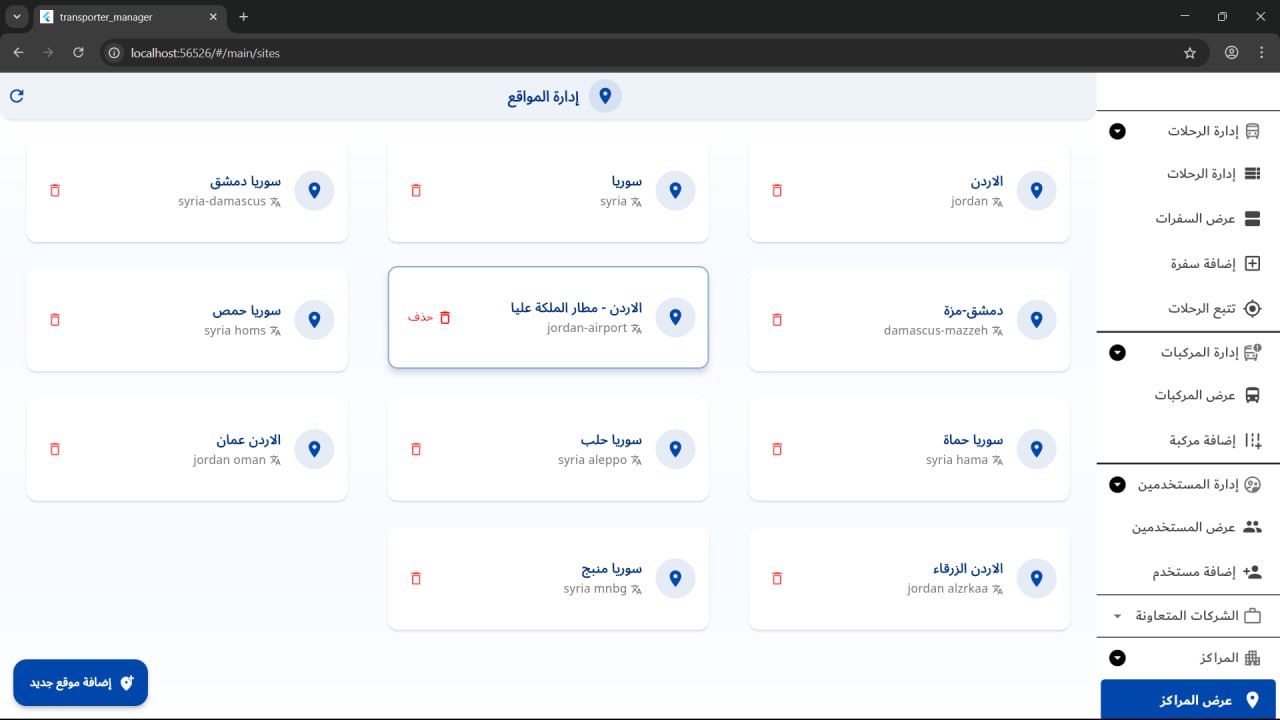 transporter_manager
localhost:56526/#/main/sites
إدارة المواقع
إدارة الرحلات
إدارة الرحلات
عرض السفرات
إضافة سفرة
تتبع الرحلات
إدارة المركبات
عرض المركبات
إضافة مركبة
إدارة المستخدمين
عرض المستخدمين
إضافة مستخدم
الشركات المتعاونة
المراكز
عرض المراكز
الاردن
jordan
سوريا
syria
سوريا دمشق
syria-damascus
دمشق-مزة
damascus-mazzeh
الاردن - مطار الملكة عليا
jordan-airport
حذف
سوريا حمص
syria homs
سوريا حماة
syria hama
سوريا حلب
syria aleppo
الاردن عمان
jordan oman
الاردن الزرقاء
jordan alzrkaa
سوريا منبج
syria mnbg
إضافة موقع جديد